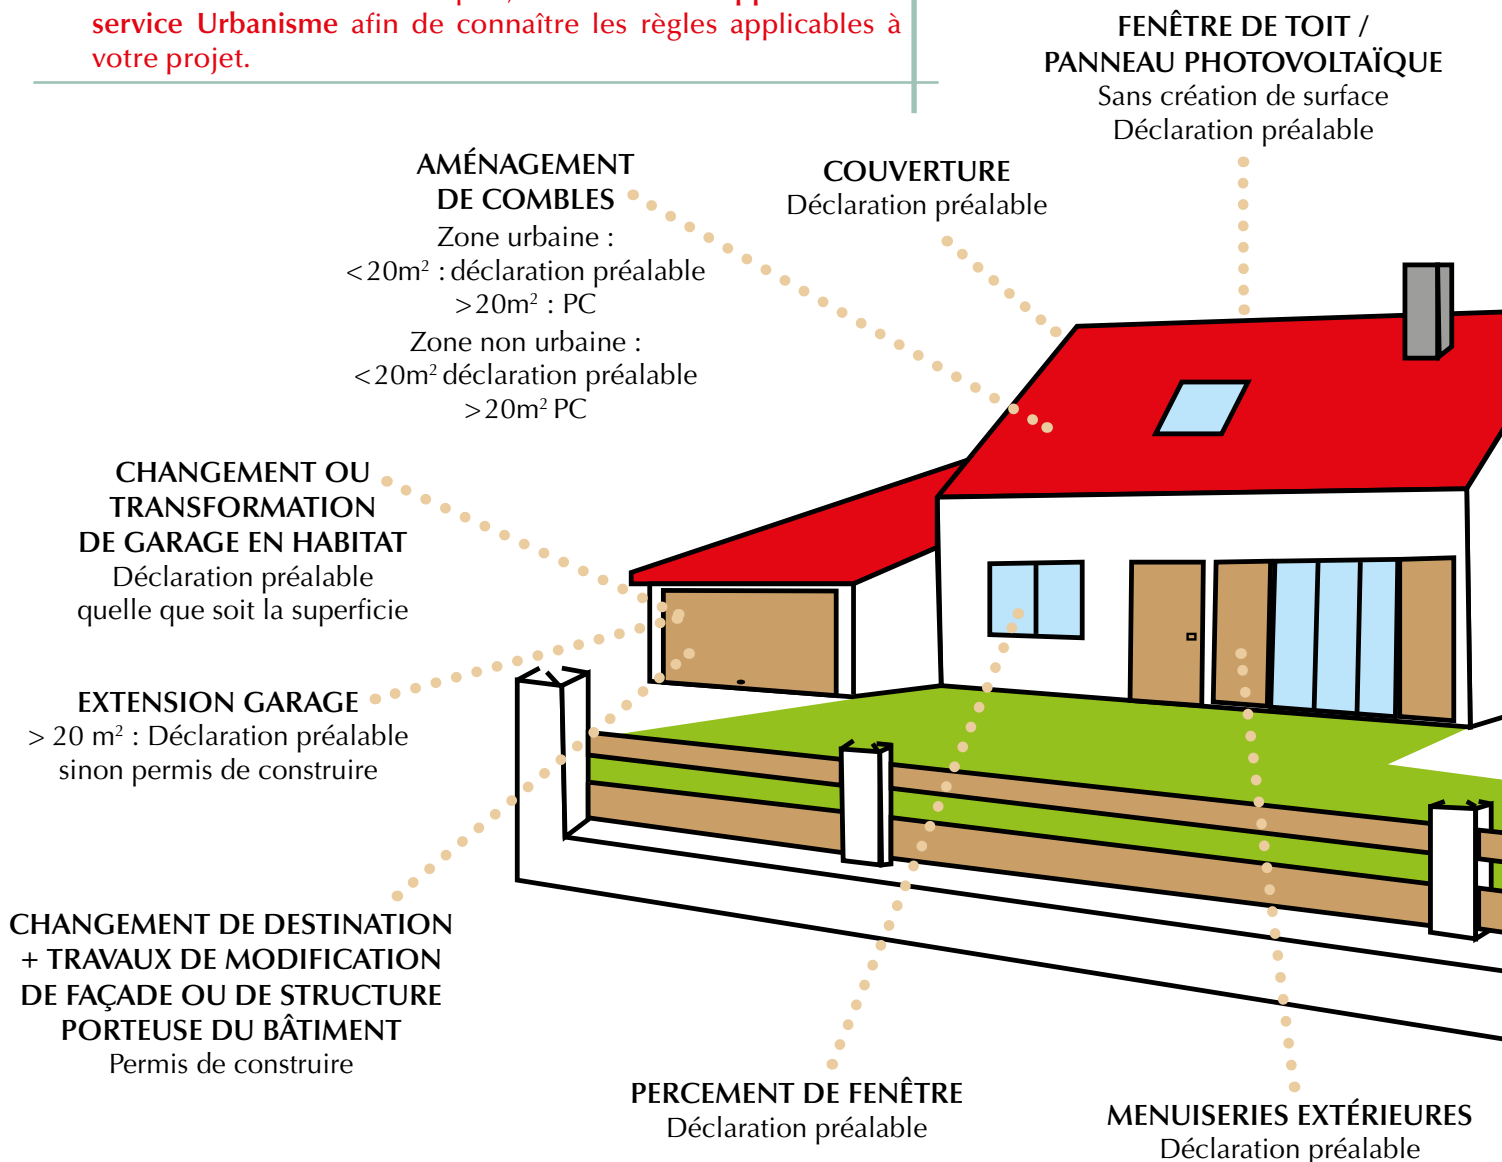 service Urbanisme afin de connaître les règles applicables à
votre projet.
FENÊTRE DE TOIT /
PANNEAU PHOTOVOLTAÏQUE
Sans création de surface
Déclaration préalable
AMÉNAGEMENT
DE COMBLES
Zone urbaine :
<20m² : déclaration préalable
>20m² : PC
Zone non urbaine :
<20m² déclaration préalable
>20m² PC
COUVERTURE
Déclaration préalable
CHANGEMENT OU
TRANSFORMATION
DE GARAGE EN HABITAT
Déclaration préalable
quelle que soit la superficie
EXTENSION GARAGE
> 20 m² : Déclaration préalable
sinon permis de construire
CHANGEMENT DE DESTINATION
+ TRAVAUX DE MODIFICATION
DE FAÇADE OU DE STRUCTURE
PORTEUSE DU BÂTIMENT
Permis de construire
PERCEMENT DE FENÊTRE
Déclaration préalable
MENUISERIES EXTÉRIEURES
Déclaration préalable